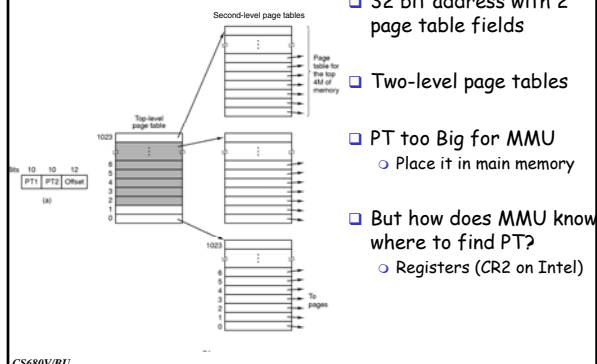 Second-level page tables
Page
table for
the top
4M of
memory
Top-level
page table
1023
6
5
4
3
2
1
0
Bits 10 10 12
PT1 PT2 Offset
(a)
1023
6
5
4
3
2
1
0
To
pages
32 bit address with 2
page table fields
Two-level page tables
PT too Big for MMU
Place it in main memory
But how does MMU know
where to find PT?
Registers (CR2 on Intel)
CS680V/BU